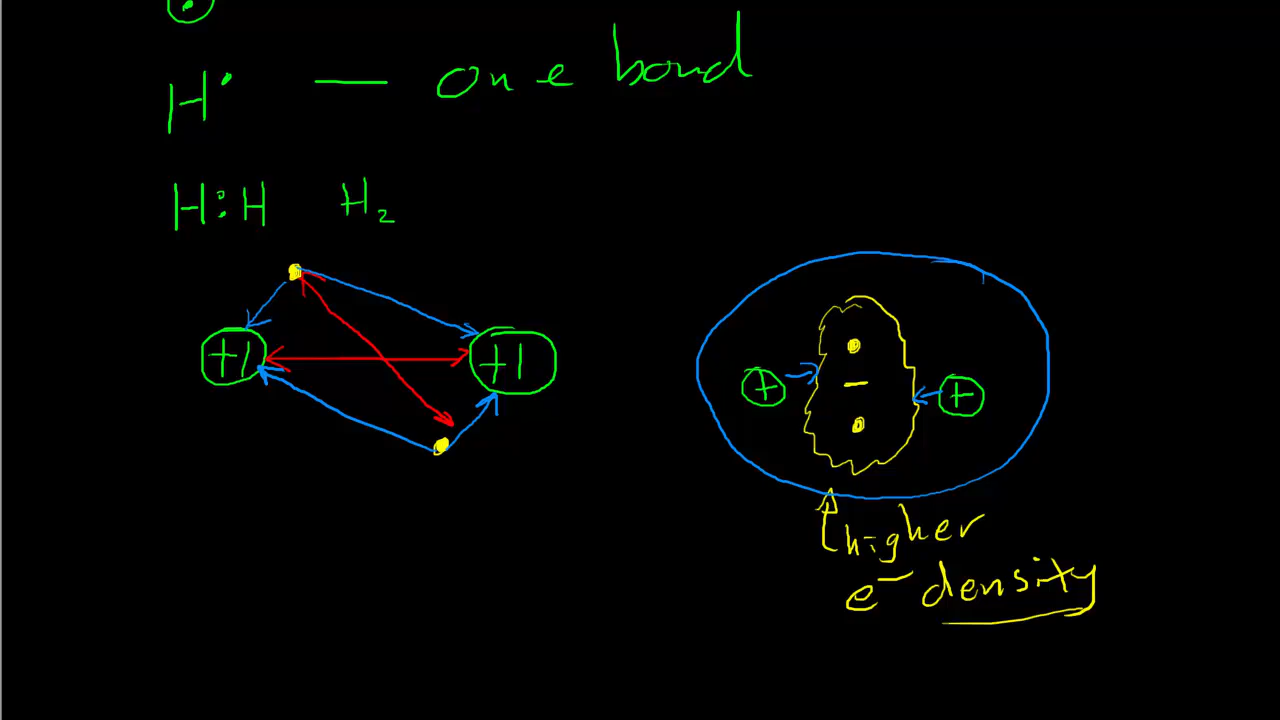 H· — one bond
H:H H₂
+1 +1
+ − +
higher
e⁻ density